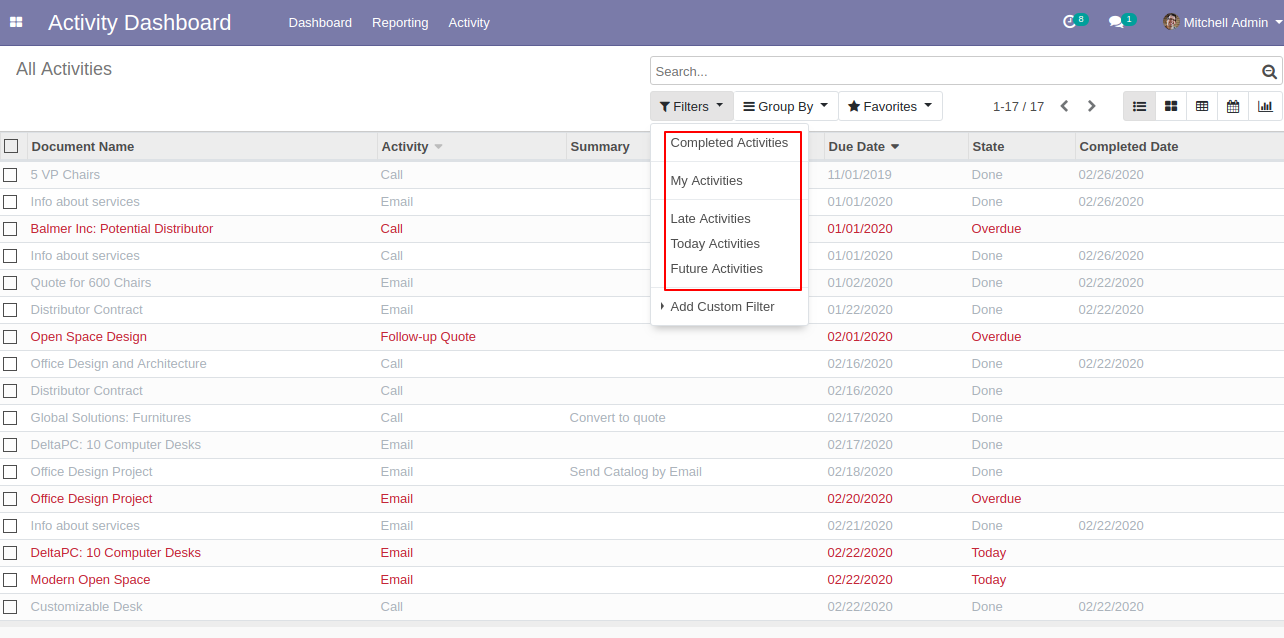 Activity Dashboard Dashboard Reporting Activity 8 1 Mitchell Admin
All Activities
Search...
Filters Group By Favorites 1-17 / 17
Completed Activities
My Activities
Late Activities
Today Activities
Future Activities
Add Custom Filter
Document Name Activity Summary Due Date State Completed Date
5 VP Chairs Call 11/01/2019 Done 02/26/2020
Info about services Email 01/01/2020 Done 02/26/2020
Balmer Inc: Potential Distributor Call 01/01/2020 Overdue
Info about services Call 01/01/2020 Done 02/26/2020
Quote for 600 Chairs Email 01/02/2020 Done 02/22/2020
Distributor Contract Email 01/22/2020 Done 02/22/2020
Open Space Design Follow-up Quote 02/01/2020 Overdue
Office Design and Architecture Call 02/16/2020 Done 02/22/2020
Distributor Contract Call 02/16/2020 Done
Global Solutions: Furnitures Call Convert to quote 02/17/2020 Done
DeltaPC: 10 Computer Desks Email 02/17/2020 Done
Office Design Project Email Send Catalog by Email 02/18/2020 Done
Office Design Project Email 02/20/2020 Overdue
Info about services Email 02/21/2020 Done 02/22/2020
DeltaPC: 10 Computer Desks Email 02/22/2020 Today
Modern Open Space Email 02/22/2020 Today
Customizable Desk Call 02/22/2020 Done 02/22/2020